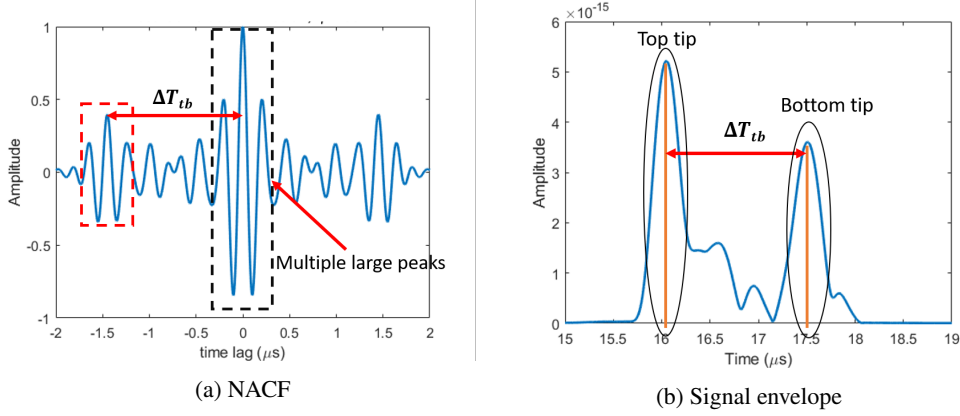 1
0.5
0
-0.5
-1
-2
-1.5
-1
-0.5
0
0.5
1
1.5
2
Amplitude
time lag (μs)
ΔT_tb
Multiple large peaks
(a) NACF
6 ×10^-15
5
4
3
2
1
0
15
15.5
16
16.5
17
17.5
18
18.5
19
Amplitude
Time (μs)
Top tip
Bottom tip
ΔT_tb
(b) Signal envelope